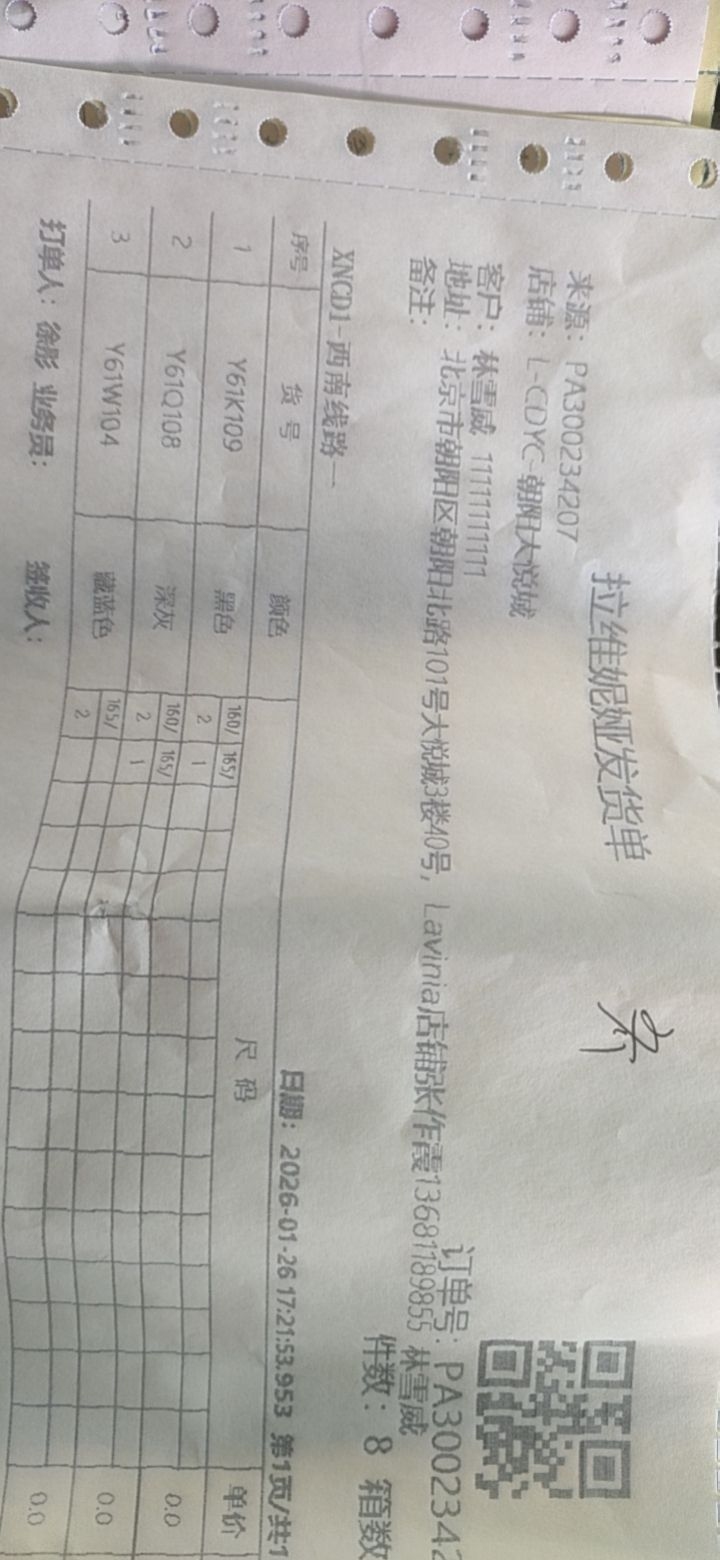 拉维妮娅发货单
来源：PA300234207
店铺：L-CDYC-朝阳大悦城
客户：林雪威 11111111111
订单号：PA3002342
地址：北京市朝阳区朝阳北路101号大悦城3楼40号，Lavinia店铺张作霞13681189855 林雪威
备注：
件数：8 箱数
XNCD1-西南线路一
日期：2026-01-26 17:21:53.953 第1页/共1
序号 货号 颜色 尺码 单价
160/ 165/
1 Y61K109 黑色 2 1 0.0
160/ 165/
2 Y61Q108 深灰 2 1 0.0
165/
3 Y61W104 藏蓝色 2 0.0
打单人：徐彤 业务员： 签收人：